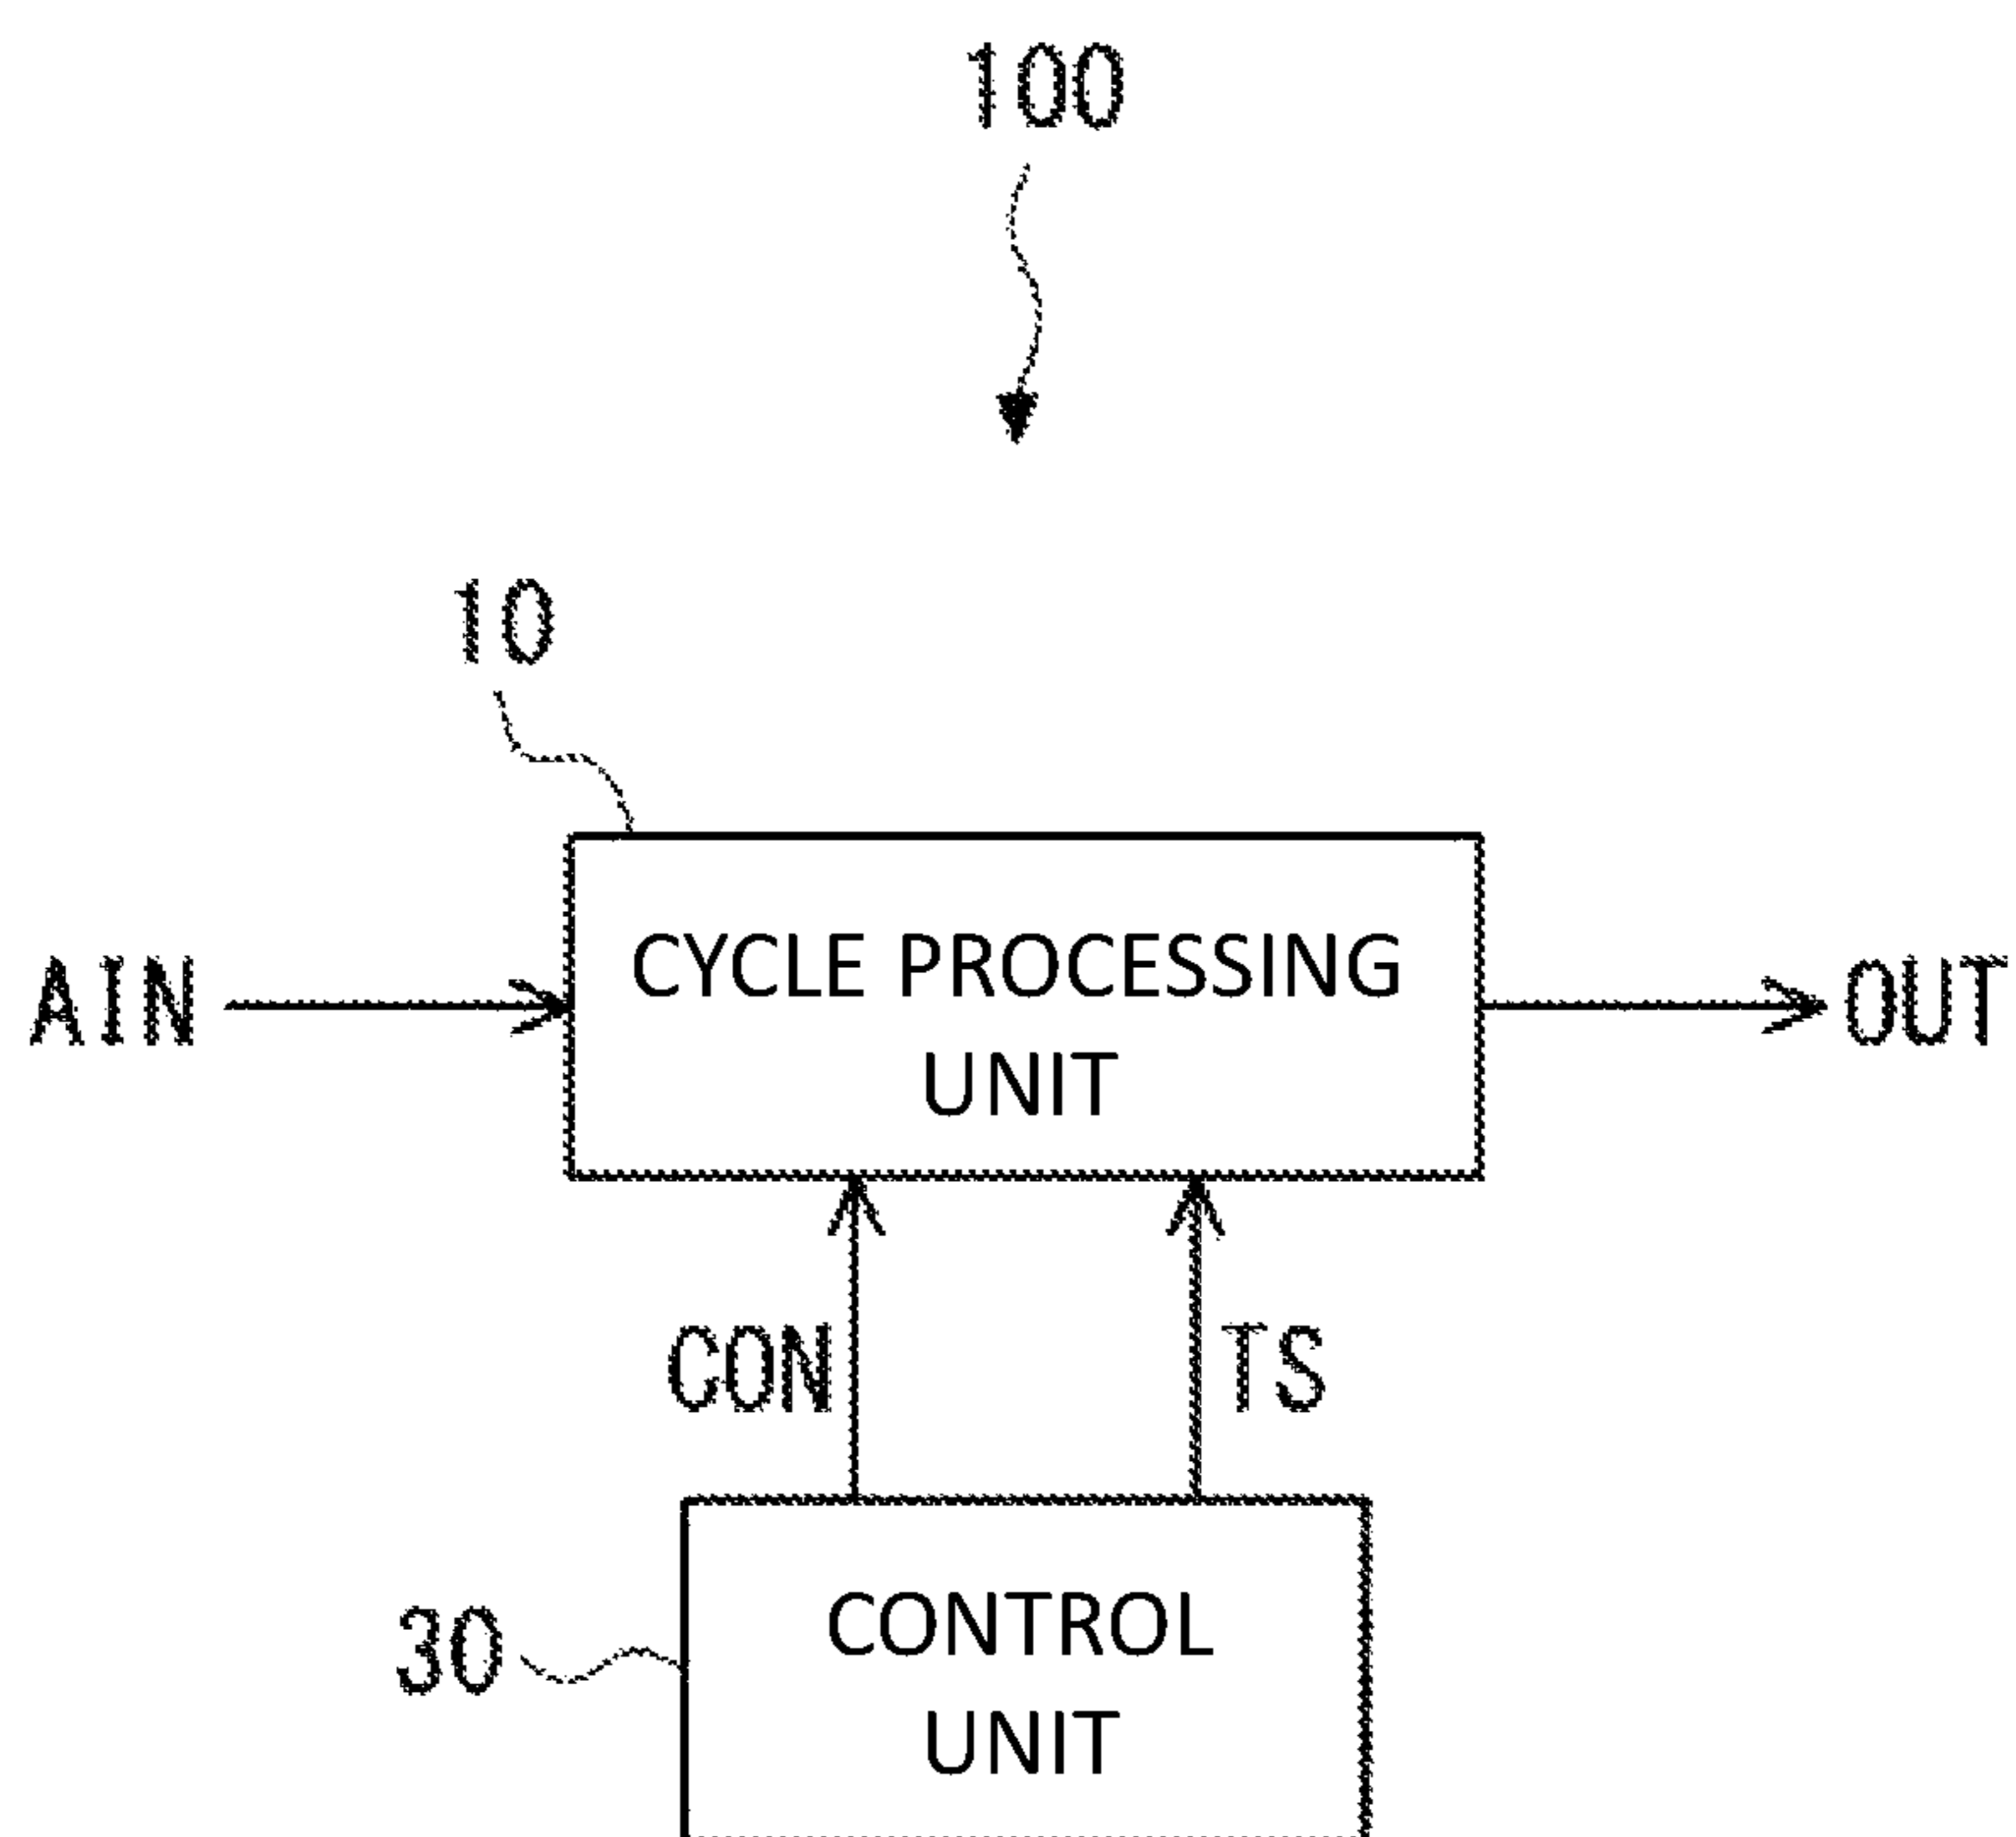 100
10
CYCLE PROCESSING
AIN
OUT
UNIT
CON
TS
CONTROL
30
UNIT